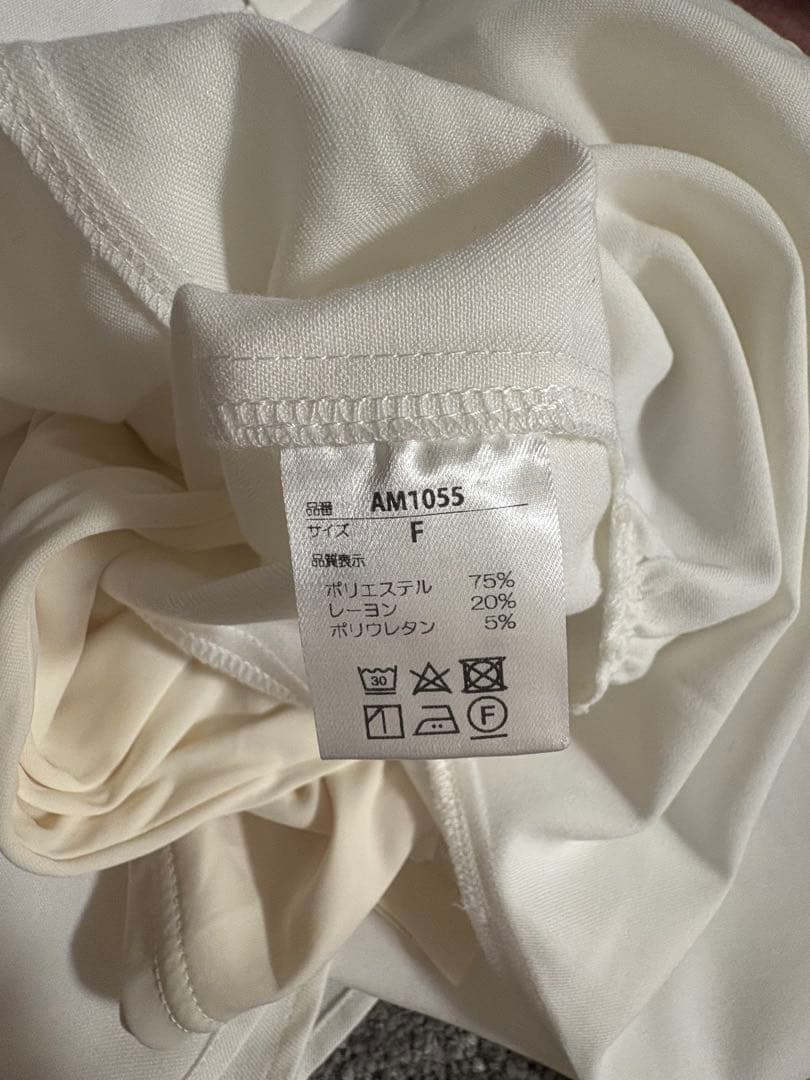 品番 AM1055
サイズ F
品質表示
ポリエステル 75%
レーヨン 20%
ポリウレタン 5%
30
F